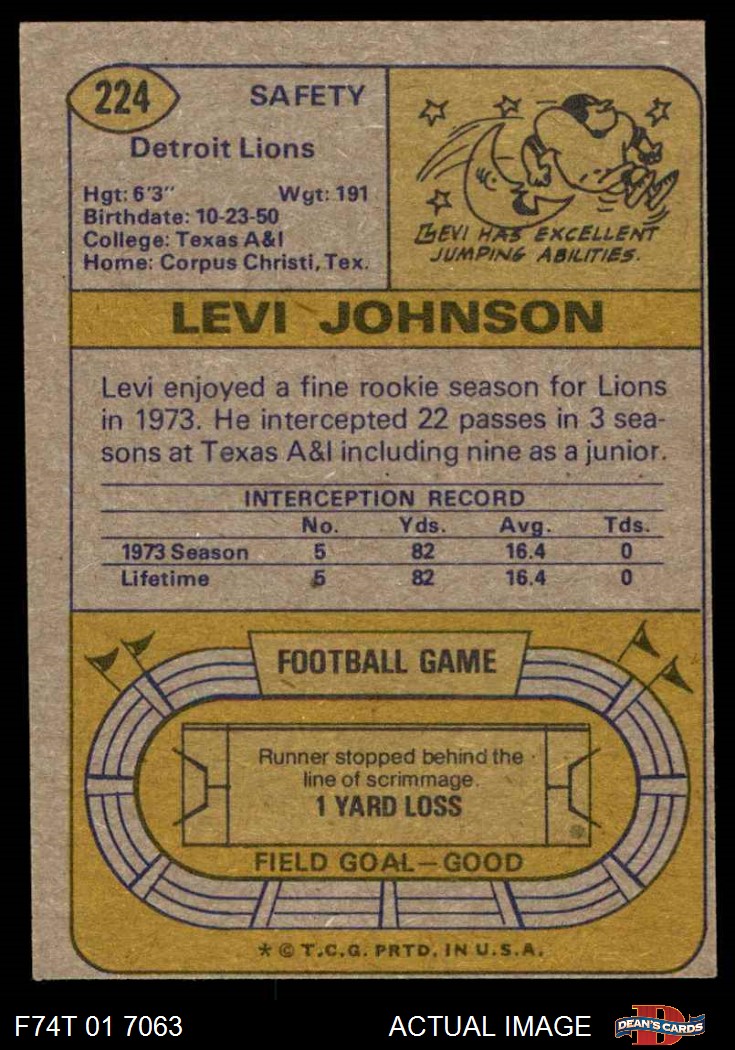 224
SAFETY
Detroit Lions
Hgt: 6'3" Wgt: 191
Birthdate: 10-23-50
College: Texas A&I
Home: Corpus Christi, Tex.
LEVI HAS EXCELLENT
JUMPING ABILITIES.
LEVI JOHNSON
Levi enjoyed a fine rookie season for Lions
in 1973. He intercepted 22 passes in 3 sea-
sons at Texas A&I including nine as a junior.
INTERCEPTION RECORD
No. Yds. Avg. Tds.
1973 Season 5 82 16.4 0
Lifetime 5 82 16.4 0
FOOTBALL GAME
Runner stopped behind the
line of scrimmage.
1 YARD LOSS
FIELD GOAL—GOOD
* © T.C.G. PRTD. IN U.S.A.
F74T 01 7063 ACTUAL IMAGE
D
DEAN'S CARDS